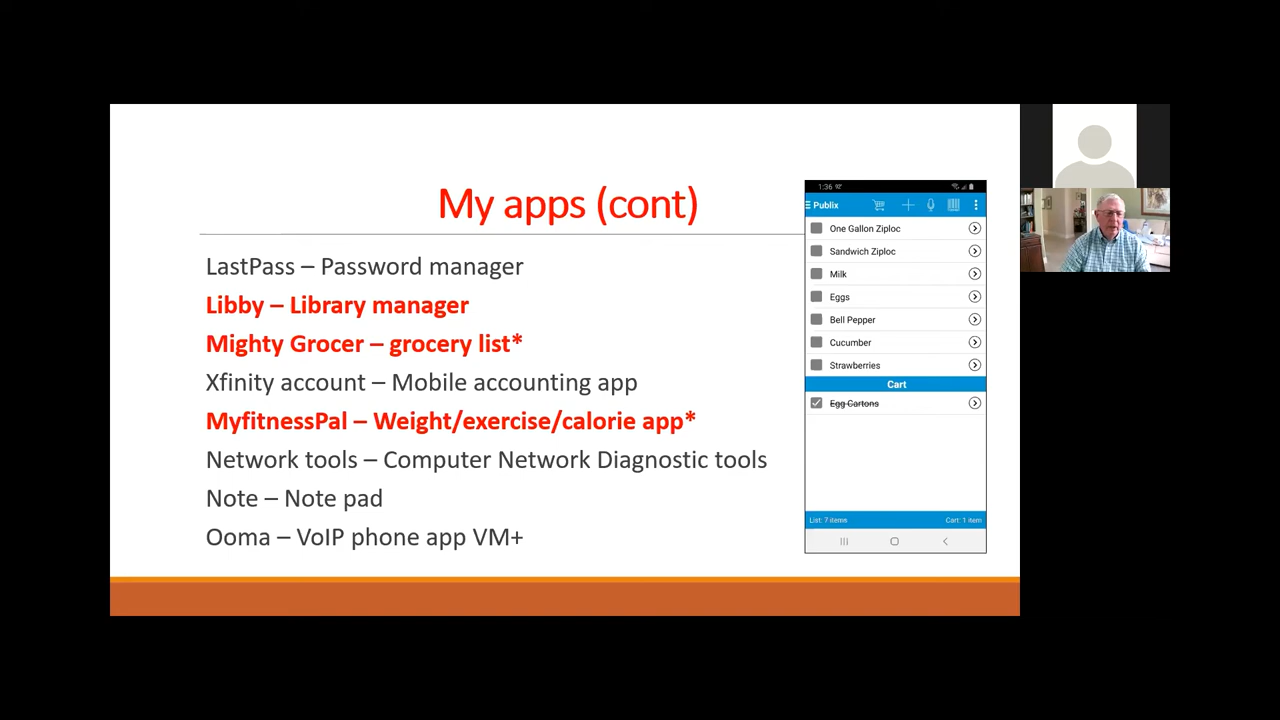 My apps (cont)
LastPass – Password manager
Libby – Library manager
Mighty Grocer – grocery list*
Xfinity account – Mobile accounting app
MyfitnessPal – Weight/exercise/calorie app*
Network tools – Computer Network Diagnostic tools
Note – Note pad
Ooma – VoIP phone app VM+
1:36 92°
Publix
One Gallon Ziploc
Sandwich Ziploc
Milk
Eggs
Bell Pepper
Cucumber
Strawberries
Cart
Egg Cartons
List: 7 items Cart: 1 item